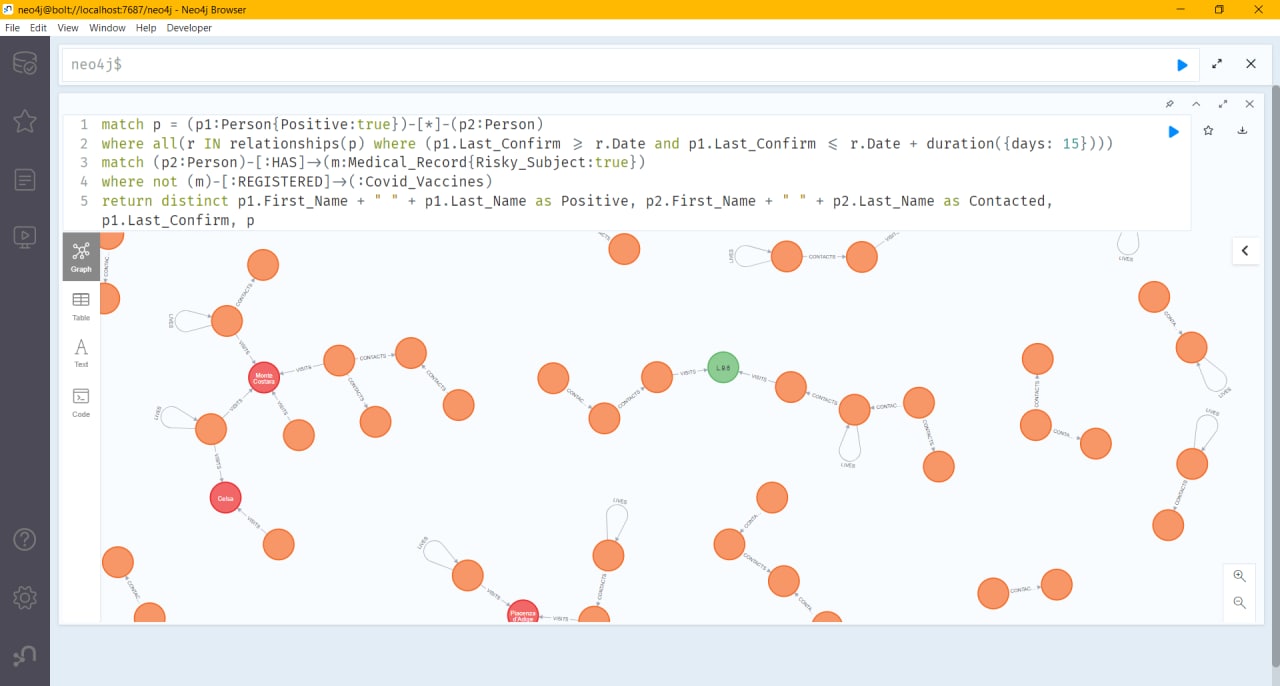 neo4j@bolt://localhost:7687/neo4j - Neo4j Browser
File Edit View Window Help Developer
neo4j$
1 match p = (p1:Person{Positive:true})-[*]-(p2:Person)
2 where all(r IN relationships(p) where (p1.Last_Confirm ≥ r.Date and p1.Last_Confirm ≤ r.Date + duration({days: 15})))
3 match (p2:Person)-[:HAS]→(m:Medical_Record{Risky_Subject:true})
4 where not (m)-[:REGISTERED]→(:Covid_Vaccines)
5 return distinct p1.First_Name + " " + p1.Last_Name as Positive, p2.First_Name + " " + p2.Last_Name as Contacted,
p1.Last_Confirm, p
Graph
Table
Text
Code
LIVES
CONTACTS
LIVES
CONTAC...
CONTACTS
LIVES
VISITS
CONTA...
Monte
Costara
VISITS
CONTACTS
CONTACTS
CONTACTS
VISITS
L.B.6
VISITS
CONTAC...
CONTACTS
CONTACTS
CONTAC...
CONTACTS
LIVES
CONTACTS
CONTA...
LIVES
LIVES
VISITS
VISITS
LIVES
VISITS
Celsa
VISITS
LIVES
LIVES
CONTACTS
VISITS
Piacenza
d'Adige
VISITS
CONTA...
CONTACTS
CONTA...
CONTACTS
CONTAC...
CONTAC...